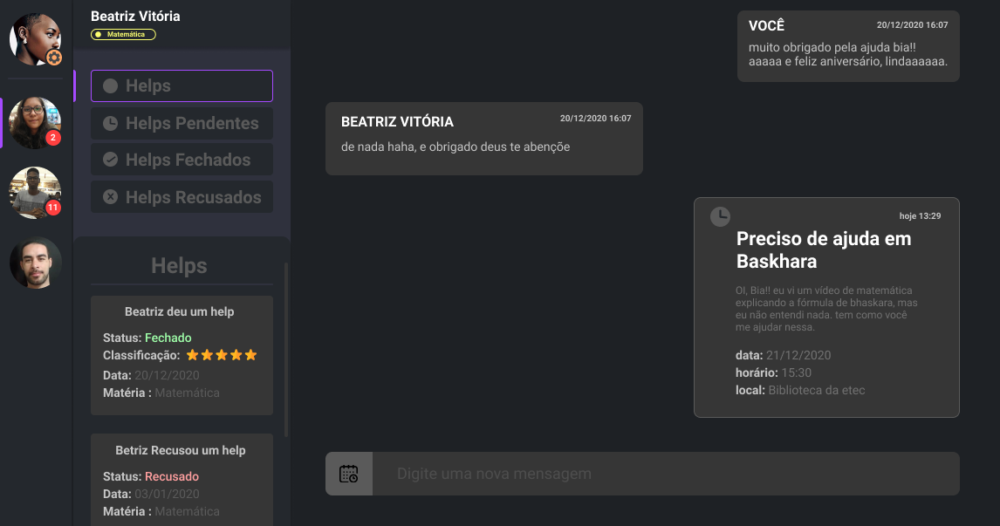 Beatriz Vitória
Matemática
2
11
Helps
Helps Pendentes
Helps Fechados
Helps Recusados
Helps
Beatriz deu um help
Status: Fechado
Classificação:
Data: 20/12/2020
Matéria : Matemática
Betriz Recusou um help
Status: Recusado
Data: 03/01/2020
Matéria : Matemática
VOCÊ 20/12/2020 16:07
muito obrigado pela ajuda bia!!
aaaaa e feliz aniversário, lindaaaaaa.
BEATRIZ VITÓRIA 20/12/2020 16:07
de nada haha, e obrigado deus te abençõe
hoje 13:29
Preciso de ajuda em
Baskhara
OI, Bia!! eu vi um vídeo de matemática
explicando a fórmula de bhaskara, mas
eu não entendi nada. tem como você
me ajudar nessa.
data: 21/12/2020
horário: 15:30
local: Biblioteca da etec
Digite uma nova mensagem